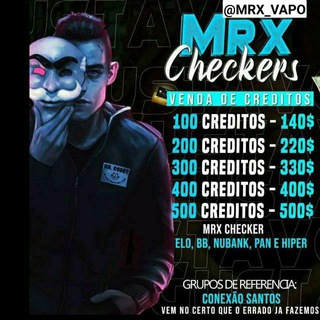 @MRX_VAPO
MRX
Checkers
VENDA DE CREDITOS
100 CREDITOS - 140$
200 CREDITOS - 220$
300 CREDITOS - 330$
400 CREDITOS - 400$
500 CREDITOS - 500$
MRX CHECKER
ELO, BB, NUBANK, PAN E HIPER
GRUPOS DE REFERENCIA:
CONEXÃO SANTOS
VEM NO CERTO QUE O ERRADO JA FAZEMOS
MR. ROBOT